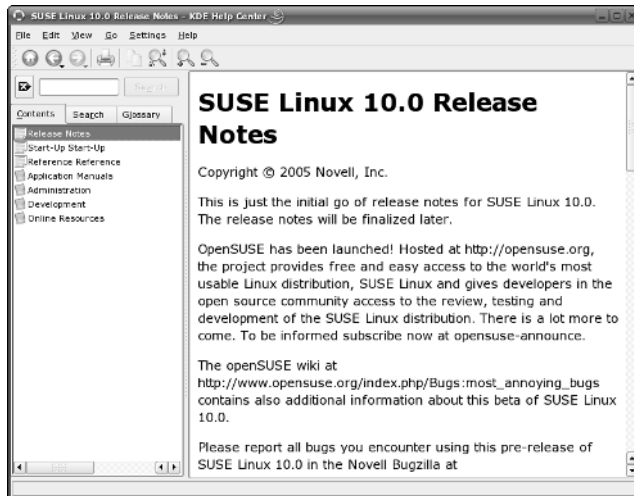 SUSE Linux 10.0 Release Notes - KDE Help Center
File Edit View Go Settings Help
Search
Contents Search Glossary
Release Notes
Start-Up Start-Up
Reference Reference
Application Manuals
Administration
Development
Online Resources
SUSE Linux 10.0 Release
Notes
Copyright © 2005 Novell, Inc.
This is just the initial go of release notes for SUSE Linux 10.0.
The release notes will be finalized later.
OpenSUSE has been launched! Hosted at http://opensuse.org,
the project provides free and easy access to the world's most
usable Linux distribution, SUSE Linux and gives developers in the
open source community access to the review, testing and
development of the SUSE Linux distribution. There is a lot more to
come. To be informed subscribe now at opensuse-announce.
The openSUSE wiki at
http://www.opensuse.org/index.php/Bugs:most_annoying_bugs
contains also additional information about this beta of SUSE Linux
10.0.
Please report all bugs you encounter using this pre-release of
SUSE Linux 10.0 in the Novell Bugzilla at